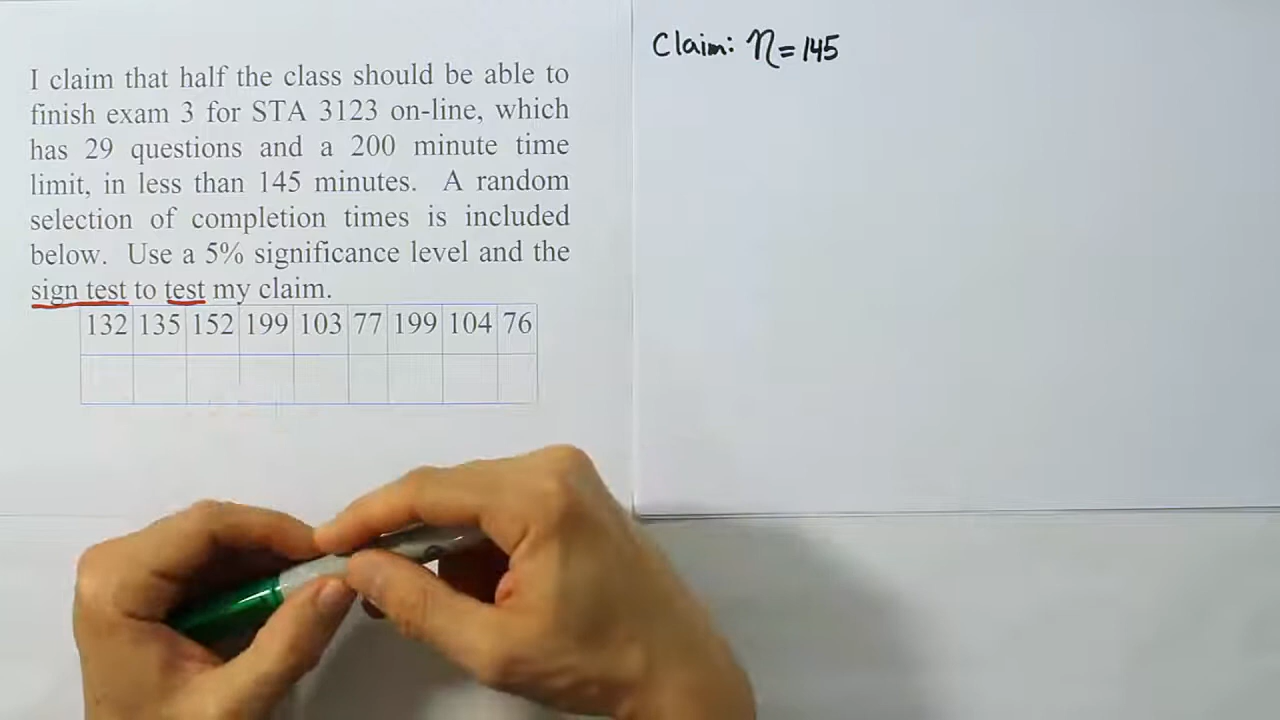 I claim that half the class should be able to
finish exam 3 for STA 3123 on-line, which
has 29 questions and a 200 minute time
limit, in less than 145 minutes. A random
selection of completion times is included
below. Use a 5% significance level and the
sign test to test my claim.
132 135 152 199 103 77 199 104 76
Claim: η = 145